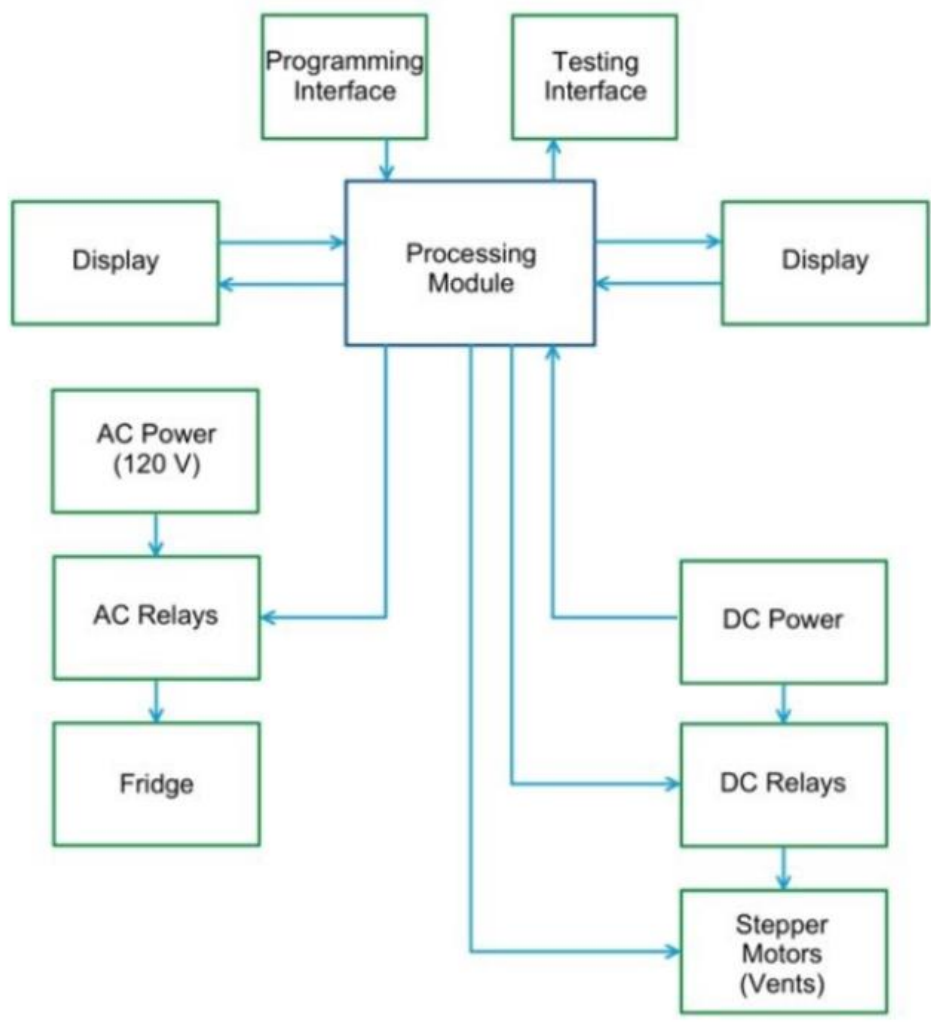 Programming
Interface
Testing
Interface
Display
Processing
Module
Display
AC Power
(120 V)
AC Relays
DC Power
Fridge
DC Relays
Stepper
Motors
(Vents)